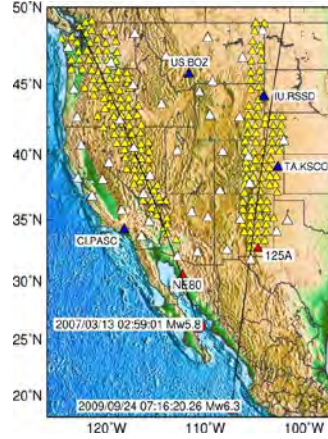 50°N
US.BOZ
45°N
IU.RSSD
40°N
TA.KSCO
35°N
CI.PASC
125A
30°N
NE80
2007/03/13 02:59:01 Mw5.8
25°N
20°N
2009/09/24 07:16:20.26 Mw6.3
120°W
110°W
100°W